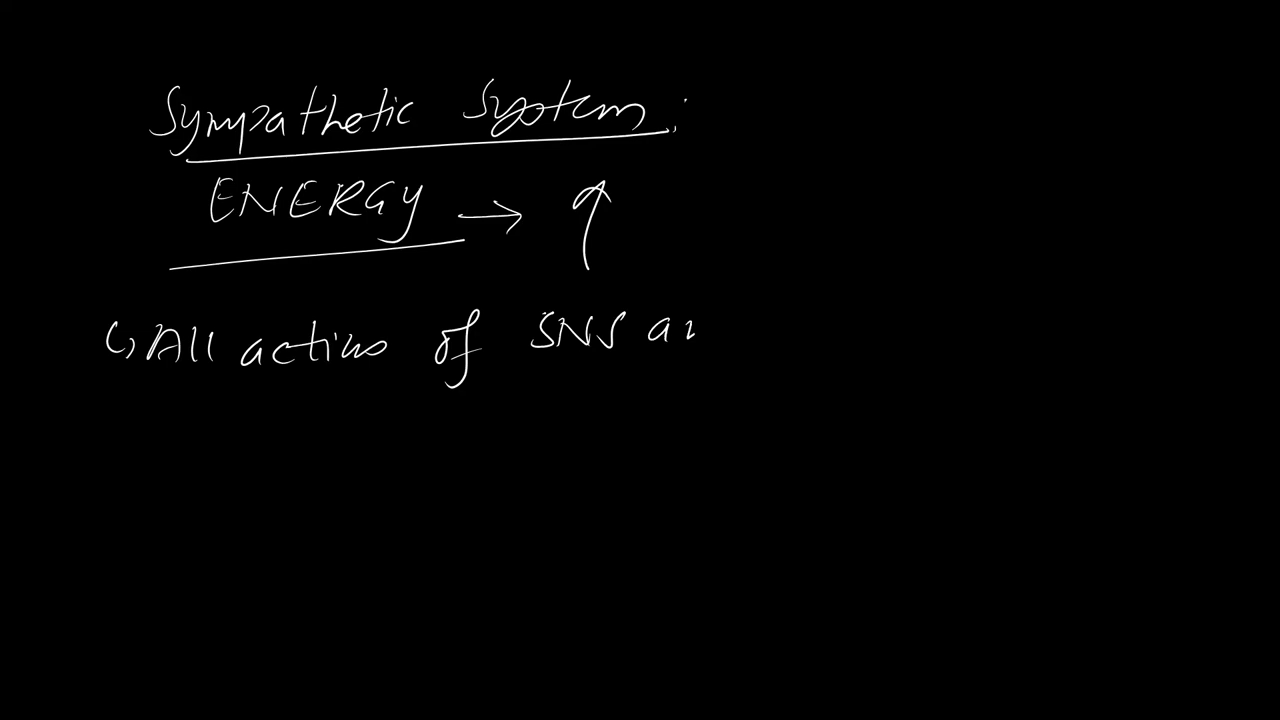 Sympathetic System:
ENERGY → ↑
↳ All actions of SNS a